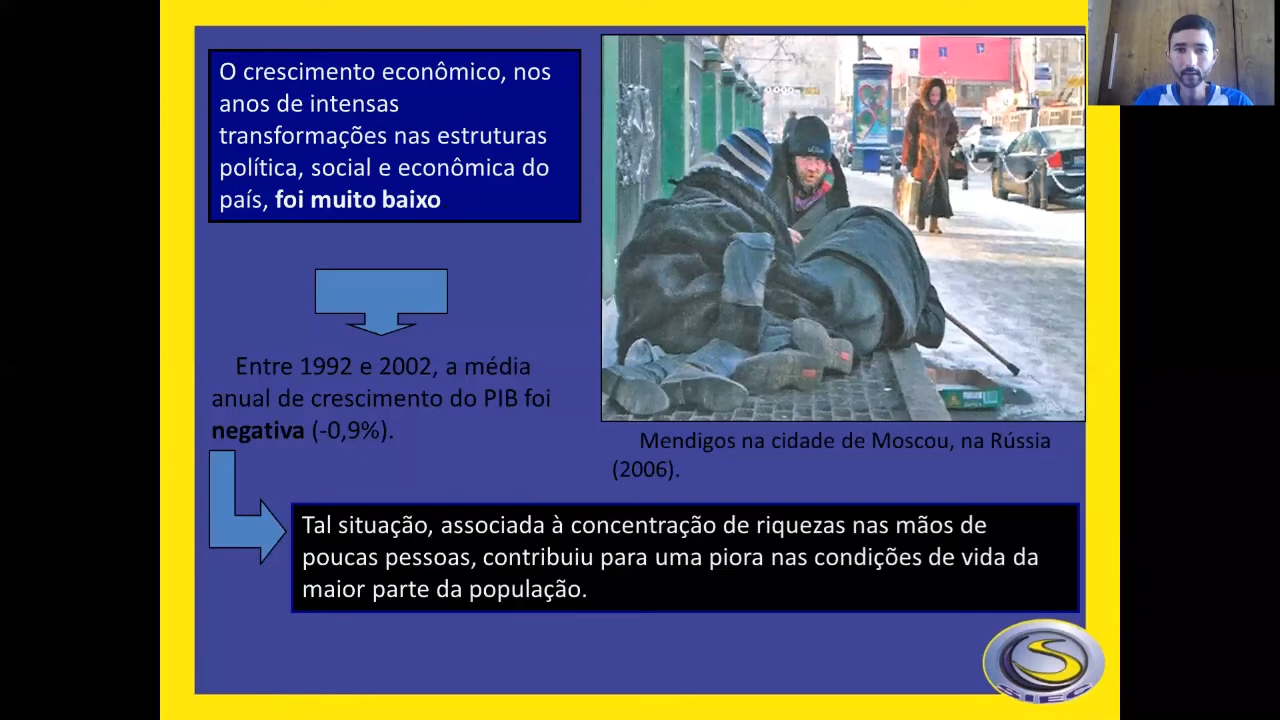 O crescimento econômico, nos
anos de intensas
transformações nas estruturas
política, social e econômica do
país, foi muito baixo
Entre 1992 e 2002, a média
anual de crescimento do PIB foi
negativa (-0,9%).
Mendigos na cidade de Moscou, na Rússia
(2006).
Tal situação, associada à concentração de riquezas nas mãos de
poucas pessoas, contribuiu para uma piora nas condições de vida da
maior parte da população.
SIEC